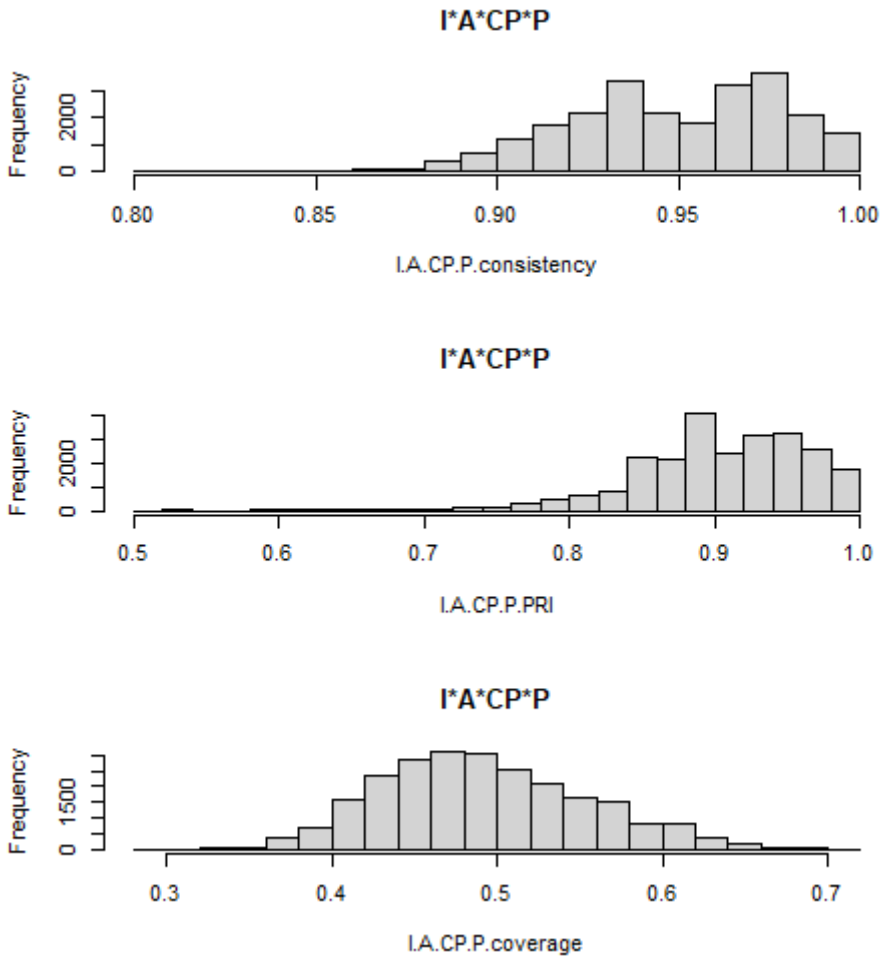 I*A*CP*P
Frequency
0 2000
0.80 0.85 0.90 0.95 1.00
I.A.CP.P.consistency
I*A*CP*P
Frequency
0 2000
0.5 0.6 0.7 0.8 0.9 1.0
I.A.CP.P.PRI
I*A*CP*P
Frequency
0 1500
0.3 0.4 0.5 0.6 0.7
I.A.CP.P.coverage